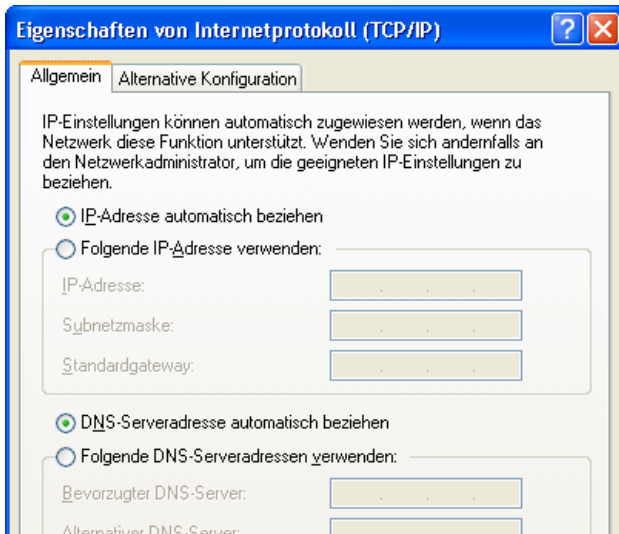 Eigenschaften von Internetprotokoll (TCP/IP)
Allgemein
Alternative Konfiguration
IP-Einstellungen können automatisch zugewiesen werden, wenn das
Netzwerk diese Funktion unterstützt. Wenden Sie sich andernfalls an
den Netzwerkadministrator, um die geeigneten IP-Einstellungen zu
beziehen.
IP-Adresse automatisch beziehen
Folgende IP-Adresse verwenden:
IP-Adresse:
Subnetzmaske:
Standardgateway:
DNS-Serveradresse automatisch beziehen
Folgende DNS-Serveradressen verwenden:
Bevorzugter DNS-Server:
Alternativer DNS-Server: